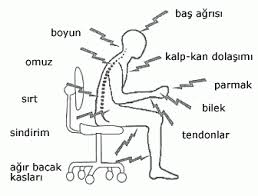 baş ağrısı
boyun
kalp-kan dolaşımı
omuz
parmak
sırt
bilek
sindirim
tendonlar
ağır bacak
kasları